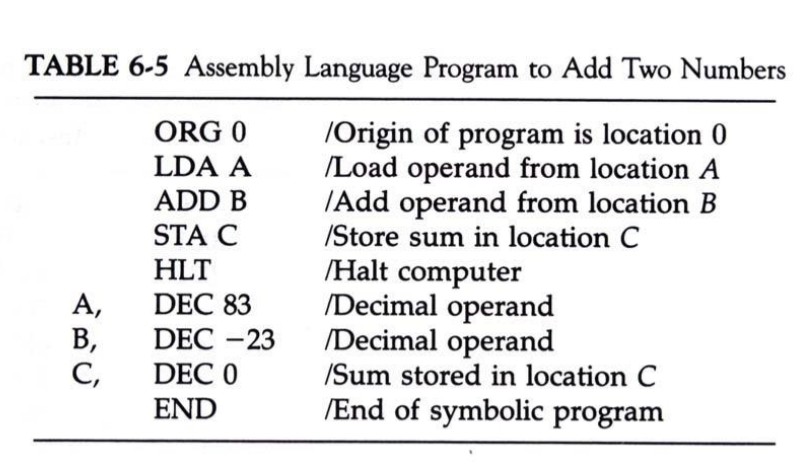 TABLE 6-5 Assembly Language Program to Add Two Numbers
ORG 0 /Origin of program is location 0
LDA A /Load operand from location A
ADD B /Add operand from location B
STA C /Store sum in location C
HLT /Halt computer
A, DEC 83 /Decimal operand
B, DEC −23 /Decimal operand
C, DEC 0 /Sum stored in location C
END /End of symbolic program